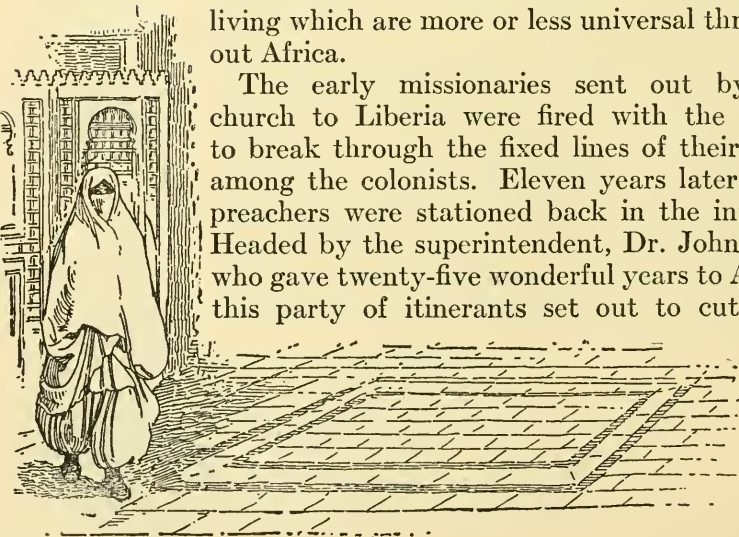 living which are more or less universal thr
out Africa.
The early missionaries sent out by
church to Liberia were fired with the
to break through the fixed lines of their
among the colonists. Eleven years later
preachers were stationed back in the in
Headed by the superintendent, Dr. John
who gave twenty-five wonderful years to A
this party of itinerants set out to cut